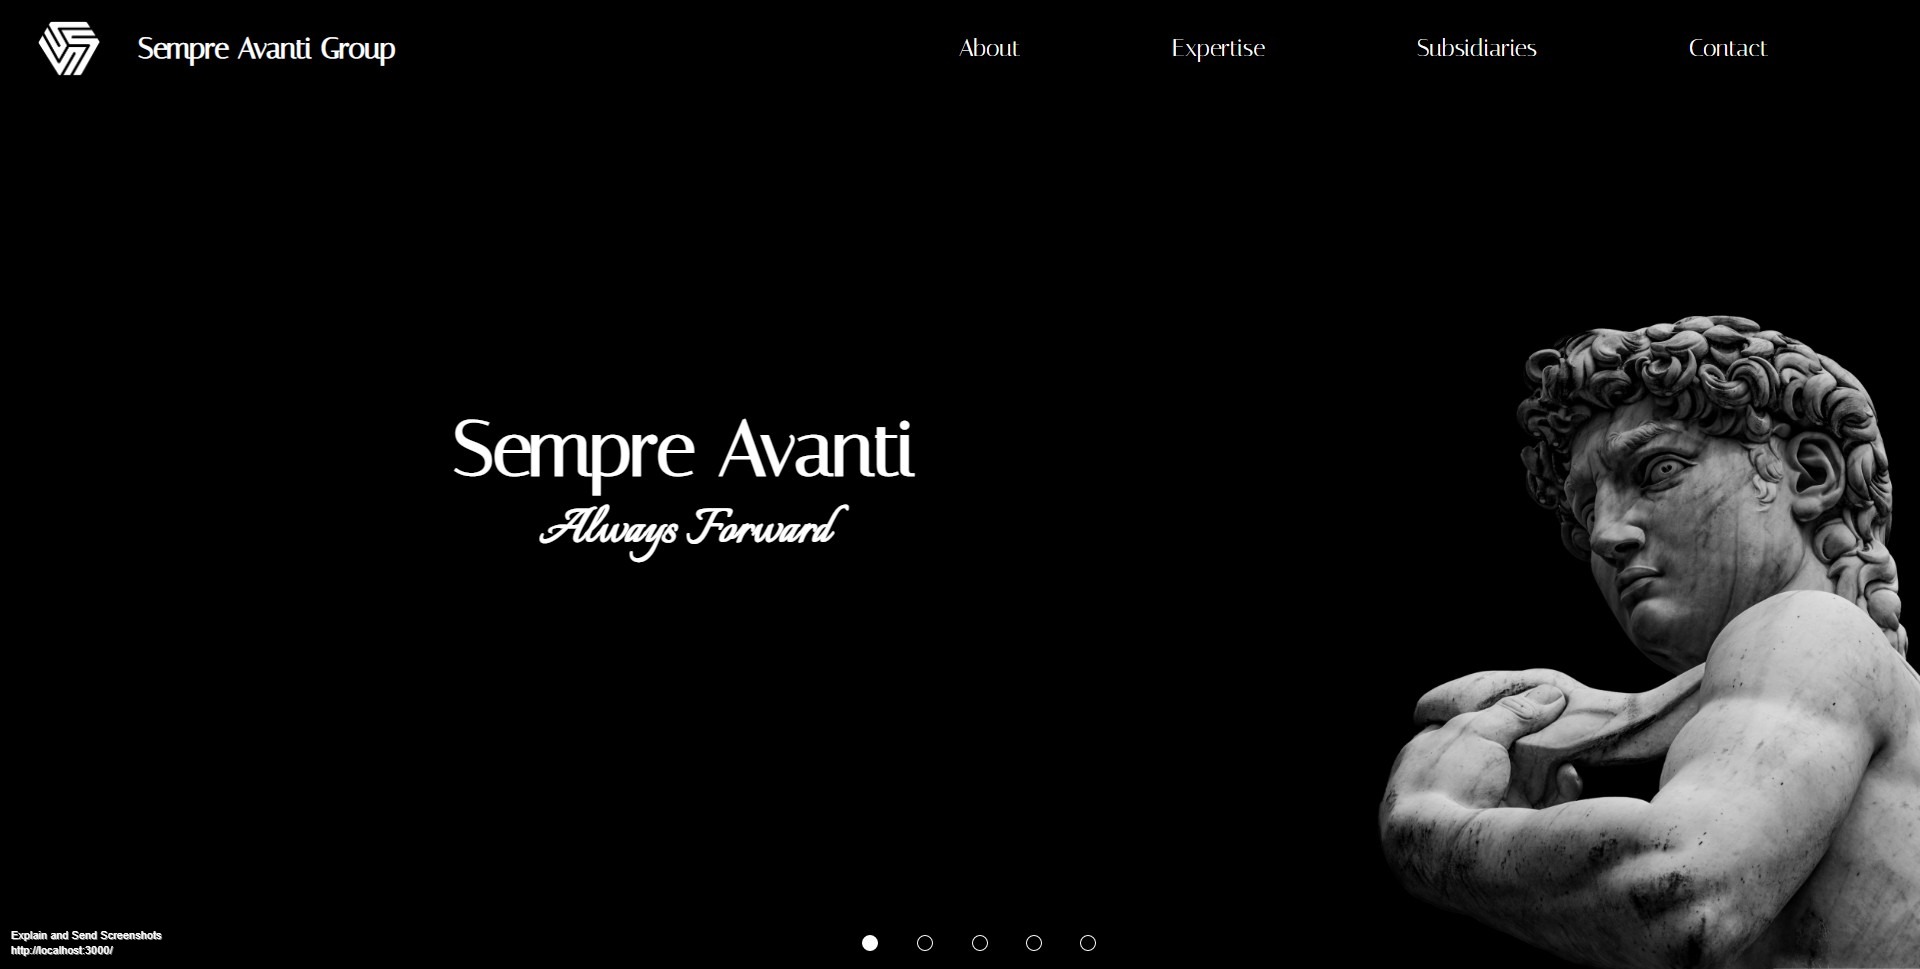 Sempre Avanti Group
About
Expertise
Subsidiaries
Contact
Sempre Avanti
Always Forward
Explain and Send Screenshots
http://localhost:3000/